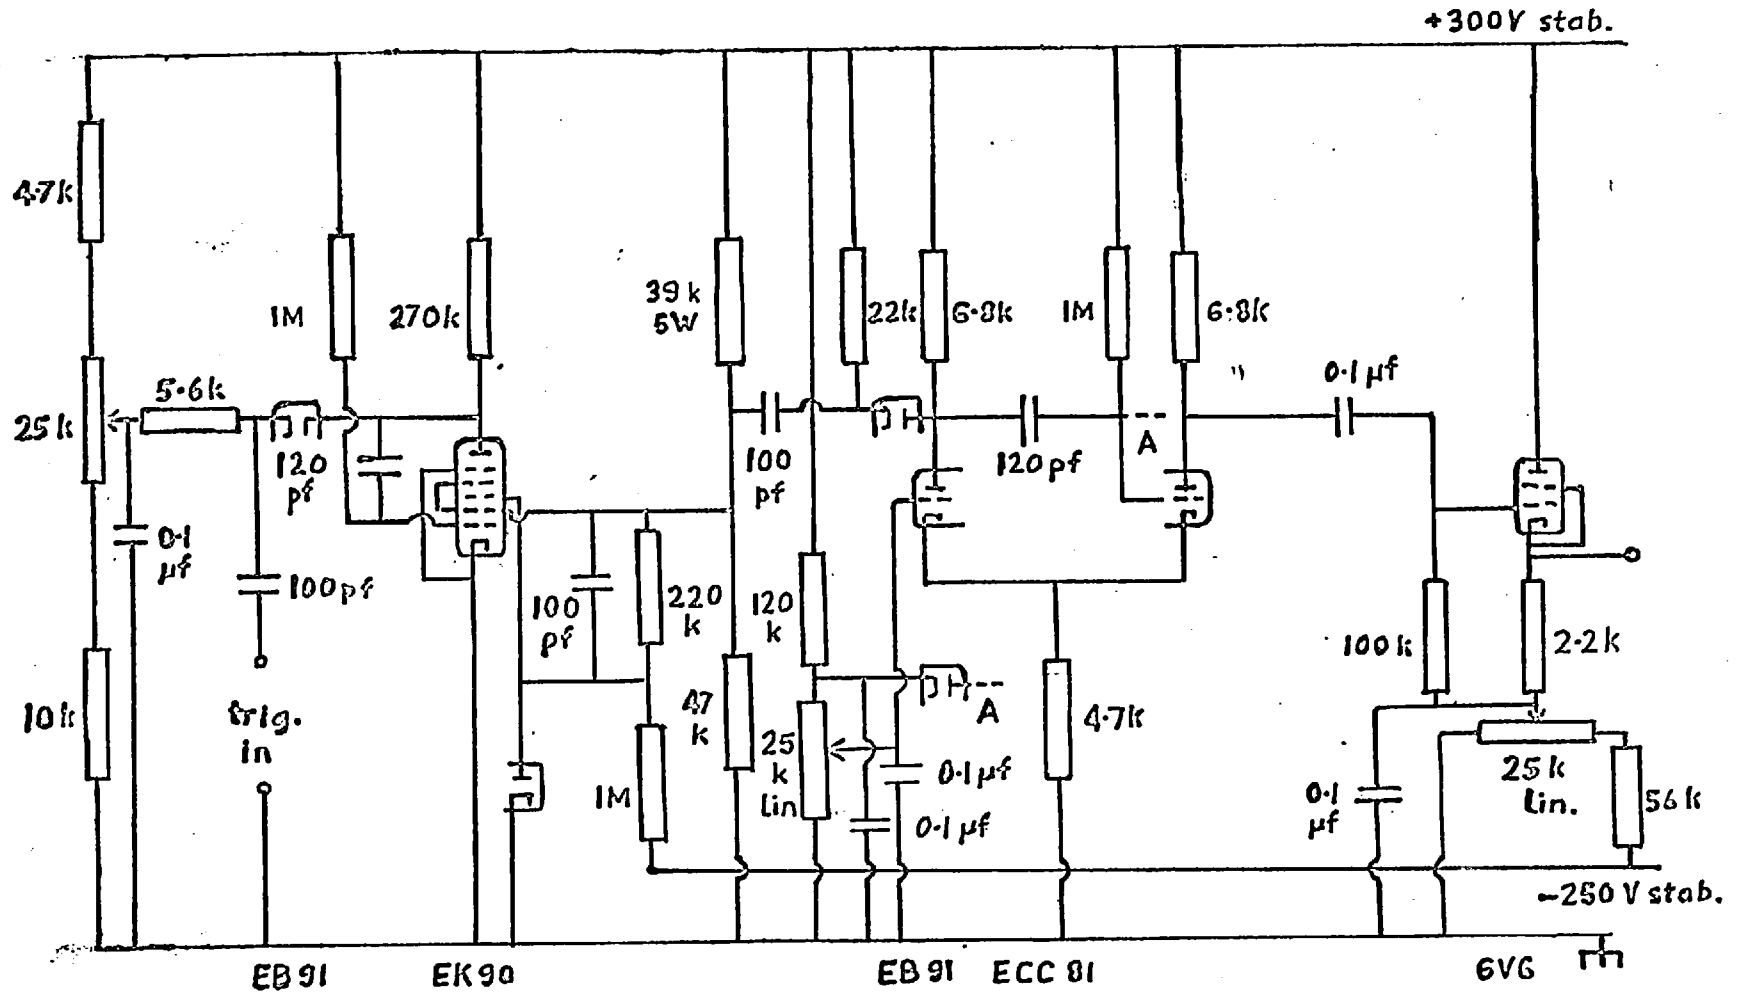 +300V stab.
4.7k
1M
270k
39k
5W
22k
6.8k
1M
6.8k
0.1 µf
5.6k
25k
120
pf
100
pf
120pf
A
0.1
µf
100pf
100
pf
220
k
120
k
100k
2.2k
10k
trig.
in
47
k
A
4.7k
25
k
lin
0.1µf
1M
0.1µf
25k
lin.
0.1
µf
56k
-250V stab.
EB91
EK90
EB91
ECC81
6V6